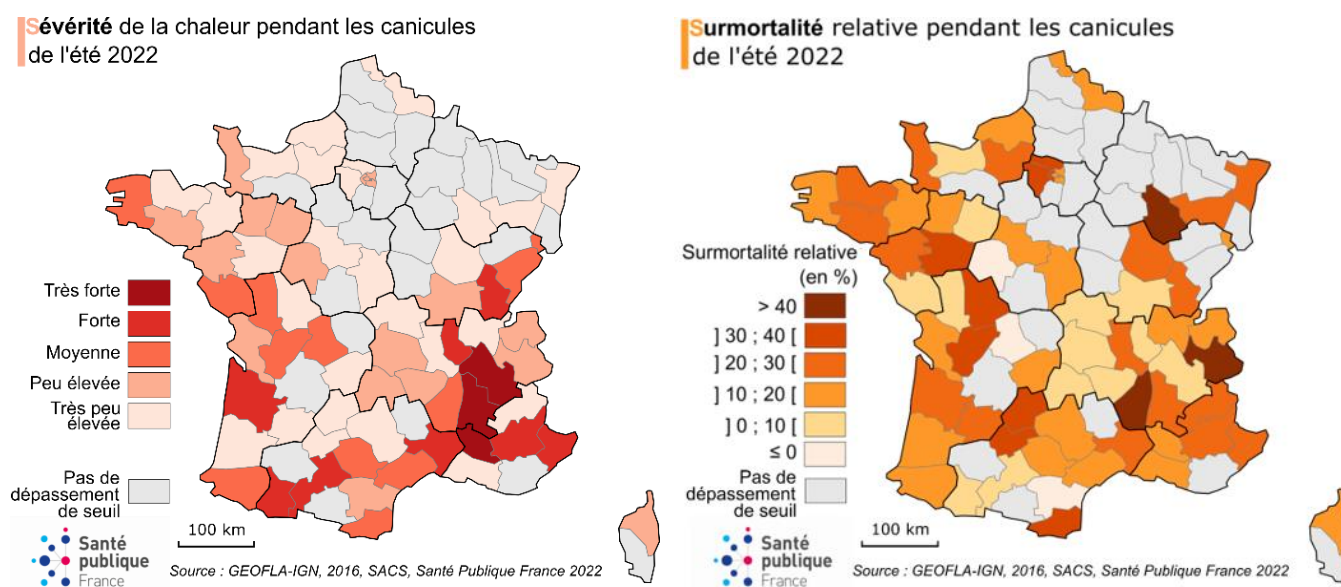 Sévérité de la chaleur pendant les canicules
de l'été 2022
Très forte
Forte
Moyenne
Peu élevée
Très peu
élevée
Pas de
dépassement
de seuil
100 km
Santé
publique
France
Source : GEOFLA-IGN, 2016, SACS, Santé Publique France 2022
Surmortalité relative pendant les canicules
de l'été 2022
Surmortalité relative
(en %)
> 40
] 30 ; 40 [
] 20 ; 30 [
] 10 ; 20 [
] 0 ; 10 [
≤ 0
Pas de
dépassement
de seuil
100 km
Santé
publique
France
Source : GEOFLA-IGN, 2016, SACS, Santé Publique France 2022